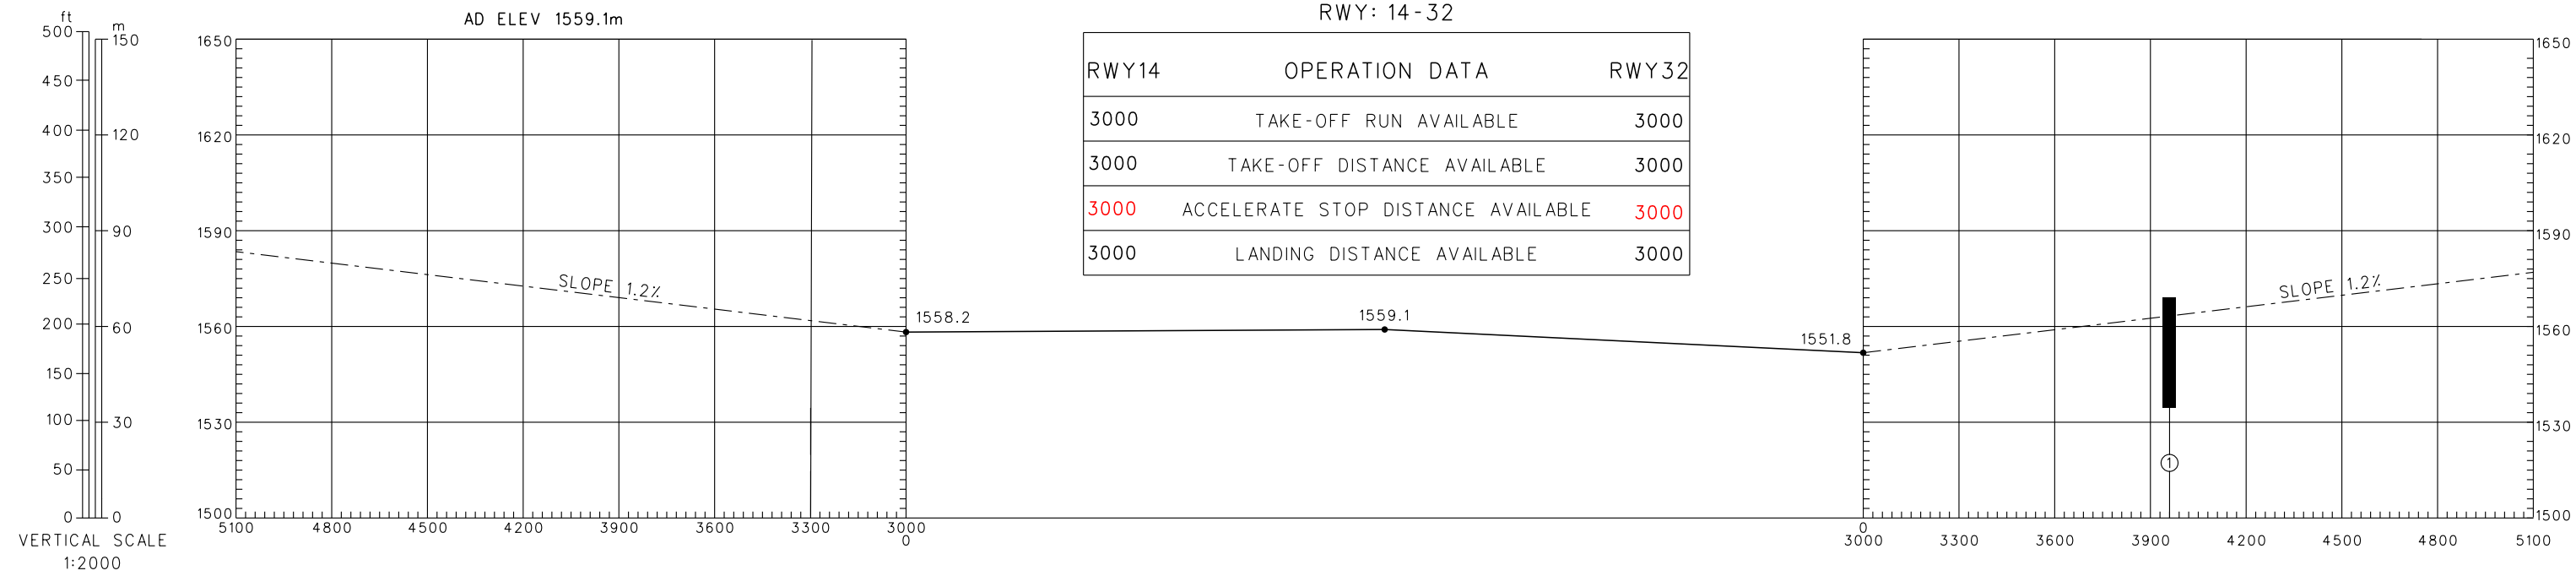 ft
m
500
450
400
350
300
250
200
150
100
50
0
150
120
90
60
30
0
VERTICAL SCALE
1:2000
AD ELEV 1559.1m
1650
1620
1590
1560
1530
1500
SLOPE 1.2%
5100 4800 4500 4200 3900 3600 3300 3000
0
1558.2
1559.1
1551.8
RWY: 14-32
RWY14 OPERATION DATA RWY32
3000 TAKE-OFF RUN AVAILABLE 3000
3000 TAKE-OFF DISTANCE AVAILABLE 3000
3000 ACCELERATE STOP DISTANCE AVAILABLE 3000
3000 LANDING DISTANCE AVAILABLE 3000
SLOPE 1.2%
1
1650
1620
1590
1560
1530
1500
0
3000 3300 3600 3900 4200 4500 4800 5100